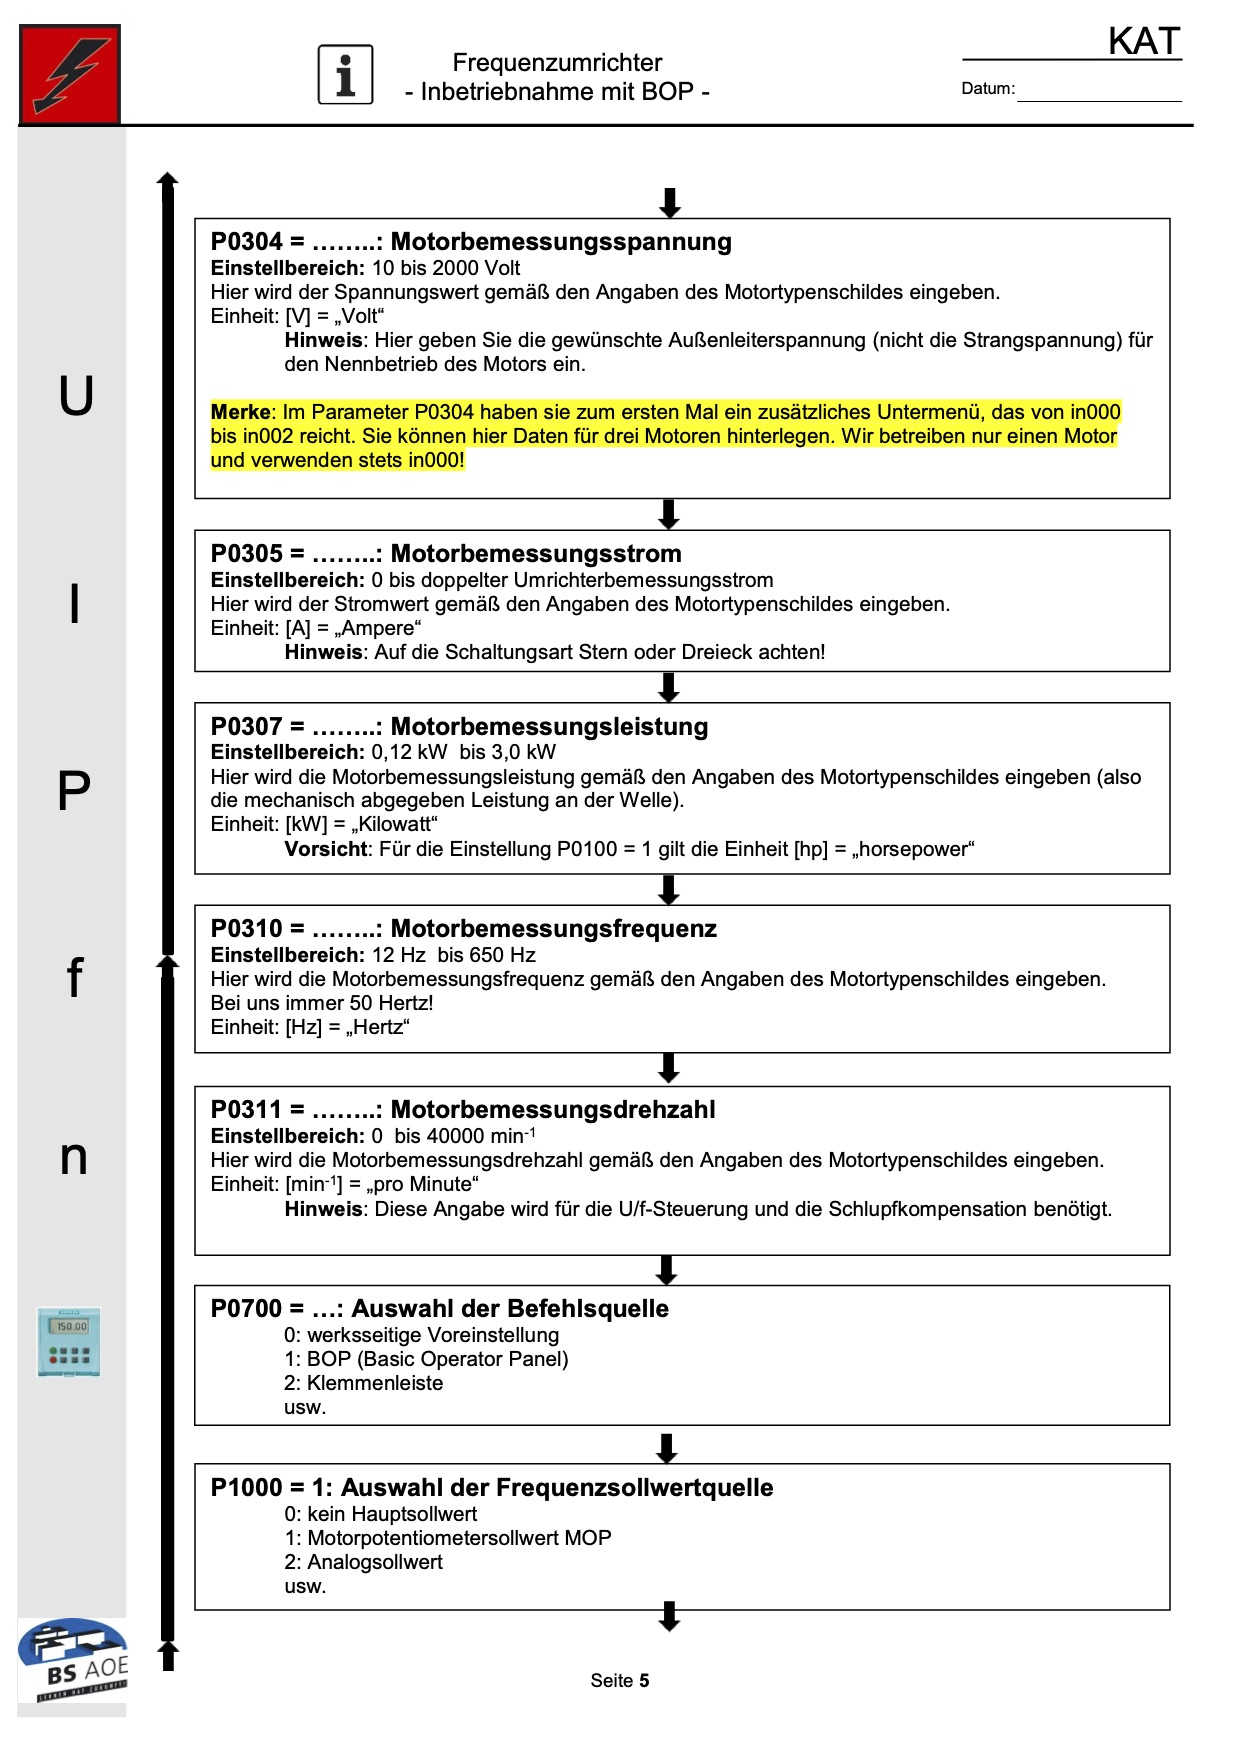 KAT
Frequenzumrichter
- Inbetriebnahme mit BOP -
Datum:
P0304 = ……..: Motorbemessungsspannung
Einstellbereich: 10 bis 2000 Volt
Hier wird der Spannungswert gemäß den Angaben des Motortypenschildes eingeben.
Einheit: [V] = „Volt“
Hinweis: Hier geben Sie die gewünschte Außenleiterspannung (nicht die Strangspannung) für
den Nennbetrieb des Motors ein.
Merke: Im Parameter P0304 haben sie zum ersten Mal ein zusätzliches Untermenü, das von in000
bis in002 reicht. Sie können hier Daten für drei Motoren hinterlegen. Wir betreiben nur einen Motor
und verwenden stets in000!
P0305 = ……..: Motorbemessungsstrom
Einstellbereich: 0 bis doppelter Umrichterbemessungsstrom
Hier wird der Stromwert gemäß den Angaben des Motortypenschildes eingeben.
Einheit: [A] = „Ampere“
Hinweis: Auf die Schaltungsart Stern oder Dreieck achten!
P0307 = ……..: Motorbemessungsleistung
Einstellbereich: 0,12 kW  bis 3,0 kW
Hier wird die Motorbemessungsleistung gemäß den Angaben des Motortypenschildes eingeben (also
die mechanisch abgegeben Leistung an der Welle).
Einheit: [kW] = „Kilowatt“
Vorsicht: Für die Einstellung P0100 = 1 gilt die Einheit [hp] = „horsepower“
P0310 = ……..: Motorbemessungsfrequenz
Einstellbereich: 12 Hz  bis 650 Hz
Hier wird die Motorbemessungsfrequenz gemäß den Angaben des Motortypenschildes eingeben.
Bei uns immer 50 Hertz!
Einheit: [Hz] = „Hertz“
P0311 = ……..: Motorbemessungsdrehzahl
Einstellbereich: 0  bis 40000 min⁻¹
Hier wird die Motorbemessungsdrehzahl gemäß den Angaben des Motortypenschildes eingeben.
Einheit: [min⁻¹] = „pro Minute“
Hinweis: Diese Angabe wird für die U/f-Steuerung und die Schlupfkompensation benötigt.
P0700 = …: Auswahl der Befehlsquelle
0: werksseitige Voreinstellung
1: BOP (Basic Operator Panel)
2: Klemmenleiste
usw.
P1000 = 1: Auswahl der Frequenzsollwertquelle
0: kein Hauptsollwert
1: Motorpotentiometersollwert MOP
2: Analogsollwert
usw.
U
I
P
f
n
150.00
BS AOE
LERNEN HAT ZUKUNFT!
Seite 5